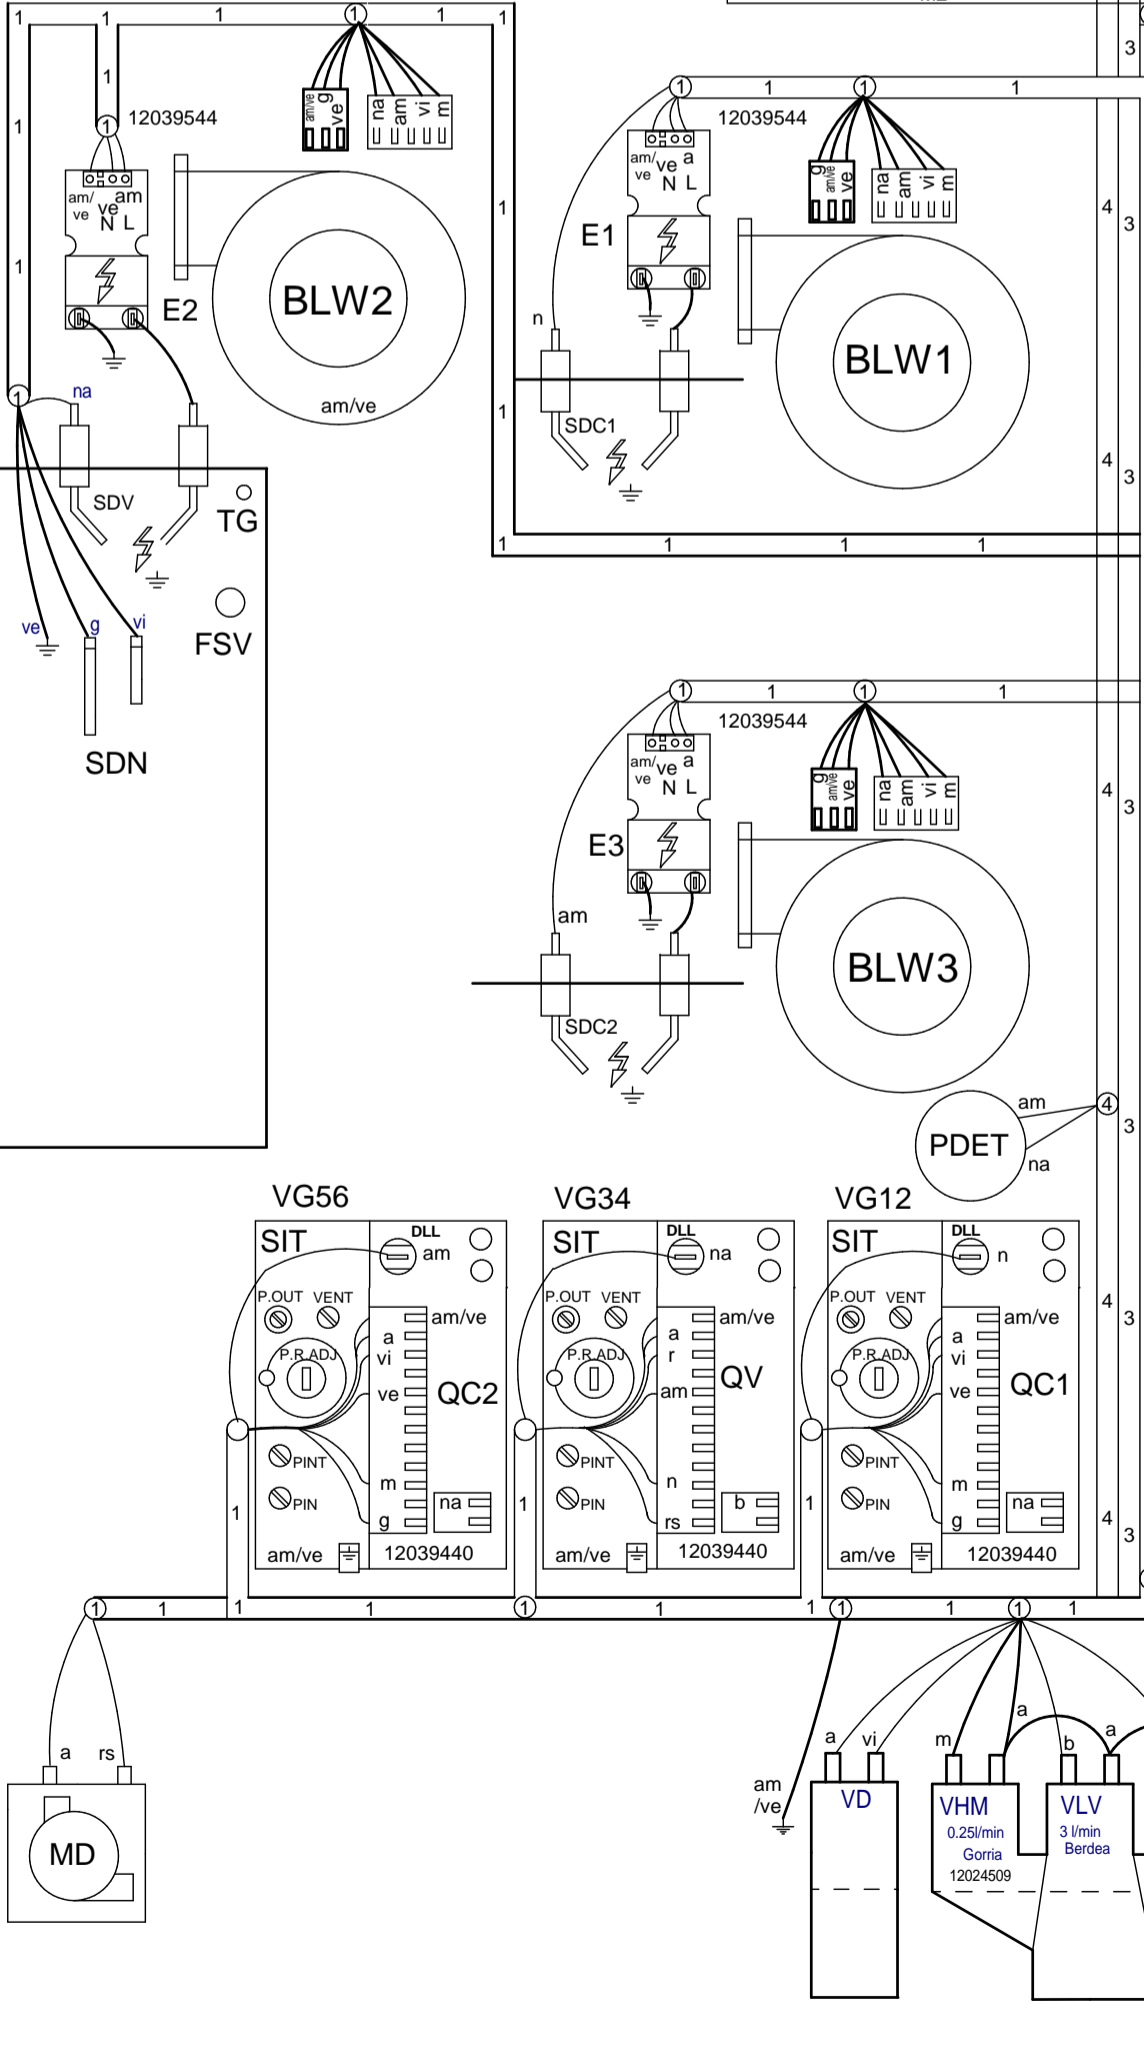 1
1
1
1
1
1
1
1
3
1
1
1
1
12039544
am/ve
g
ve
na
am
vi
m
12039544
g
am/ve
ve
na
am
vi
m
1
1
am/
ve
ve
am
N L
am/
ve
ve
a
N L
1
4
3
1
E2
BLW2
E1
n
BLW1
1
na
am/ve
1
SDC1
4
3
SDV
TG
1
1
1
1
ve
g
vi
FSV
SDN
1
1
1
1
12039544
g
am/ve
ve
na
am
vi
m
am/
ve
ve
a
N L
4
3
E3
am
BLW3
SDC2
am
4
3
PDET
na
VG56
VG34
VG12
SIT
DLL
am
SIT
DLL
na
SIT
DLL
n
P.OUT
VENT
am/ve
P.OUT
VENT
am/ve
P.OUT
VENT
am/ve
4
3
a
vi
P.R.ADJ
ve
QC2
a
r
P.R.ADJ
am
QV
a
vi
P.R.ADJ
ve
QC1
PINT
PINT
PINT
m
n
m
1
PIN
na
1
PIN
b
1
PIN
na
4
3
g
rs
g
am/ve
12039440
am/ve
12039440
am/ve
12039440
1
1
1
1
1
1
1
1
1
1
1
a
rs
a
vi
m
a
b
a
am
/ve
VD
VHM
0.25l/min
Gorria
12024509
VLV
3 l/min
Berdea
MD